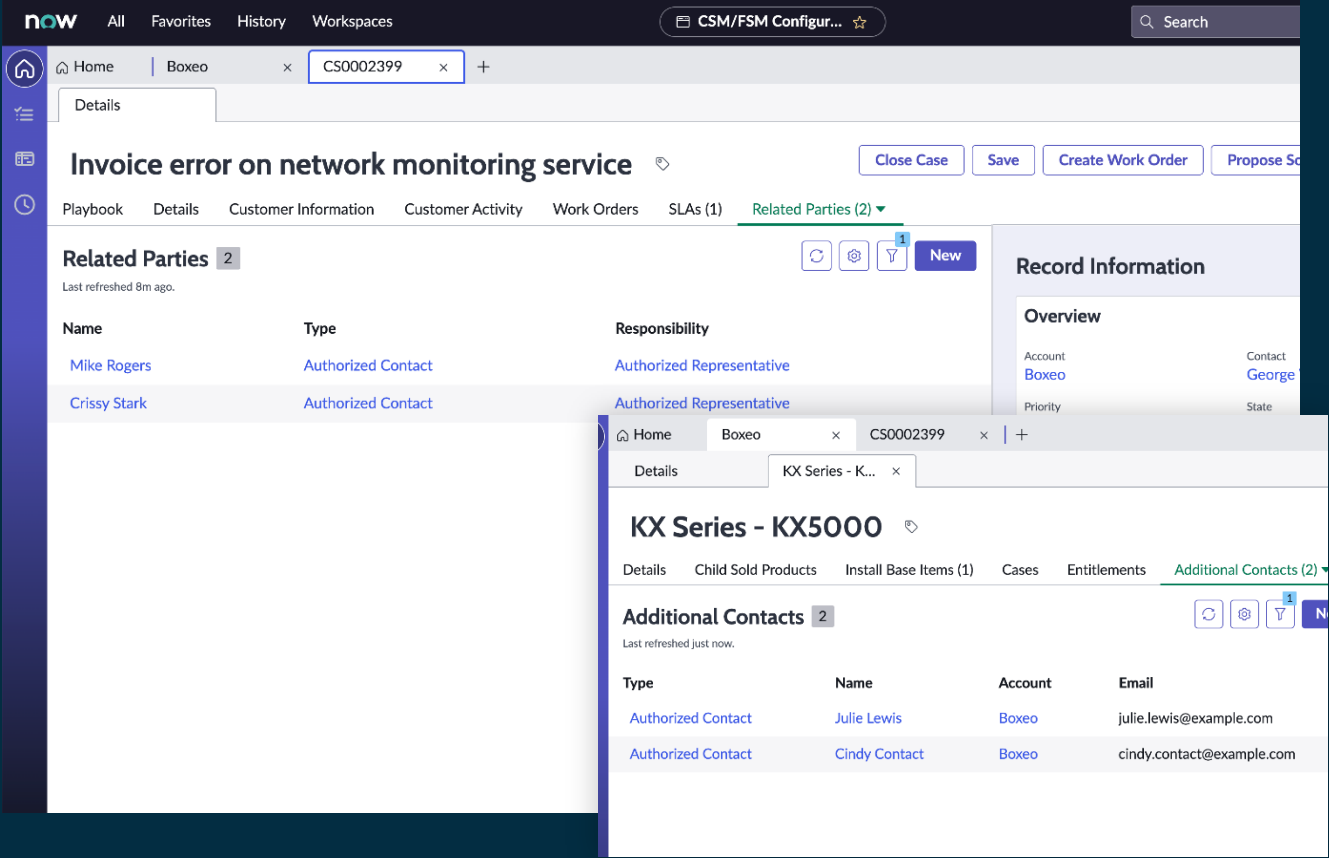 now All Favorites History Workspaces CSM/FSM Configur... Search
Home Boxeo CS0002399
Details
Invoice error on network monitoring service
Close Case Save Create Work Order Propose So
Playbook Details Customer Information Customer Activity Work Orders SLAs (1) Related Parties (2)
Related Parties 2
1
New
Last refreshed 8m ago.
Name Type Responsibility
Mike Rogers Authorized Contact Authorized Representative
Crissy Stark Authorized Contact Authorized Representative
Record Information
Overview
Account Contact
Boxeo George
Priority State
Home Boxeo CS0002399
Details KX Series - K...
KX Series - KX5000
Details Child Sold Products Install Base Items (1) Cases Entitlements Additional Contacts (2)
Additional Contacts 2
1
N
Last refreshed just now.
Type Name Account Email
Authorized Contact Julie Lewis Boxeo julie.lewis@example.com
Authorized Contact Cindy Contact Boxeo cindy.contact@example.com